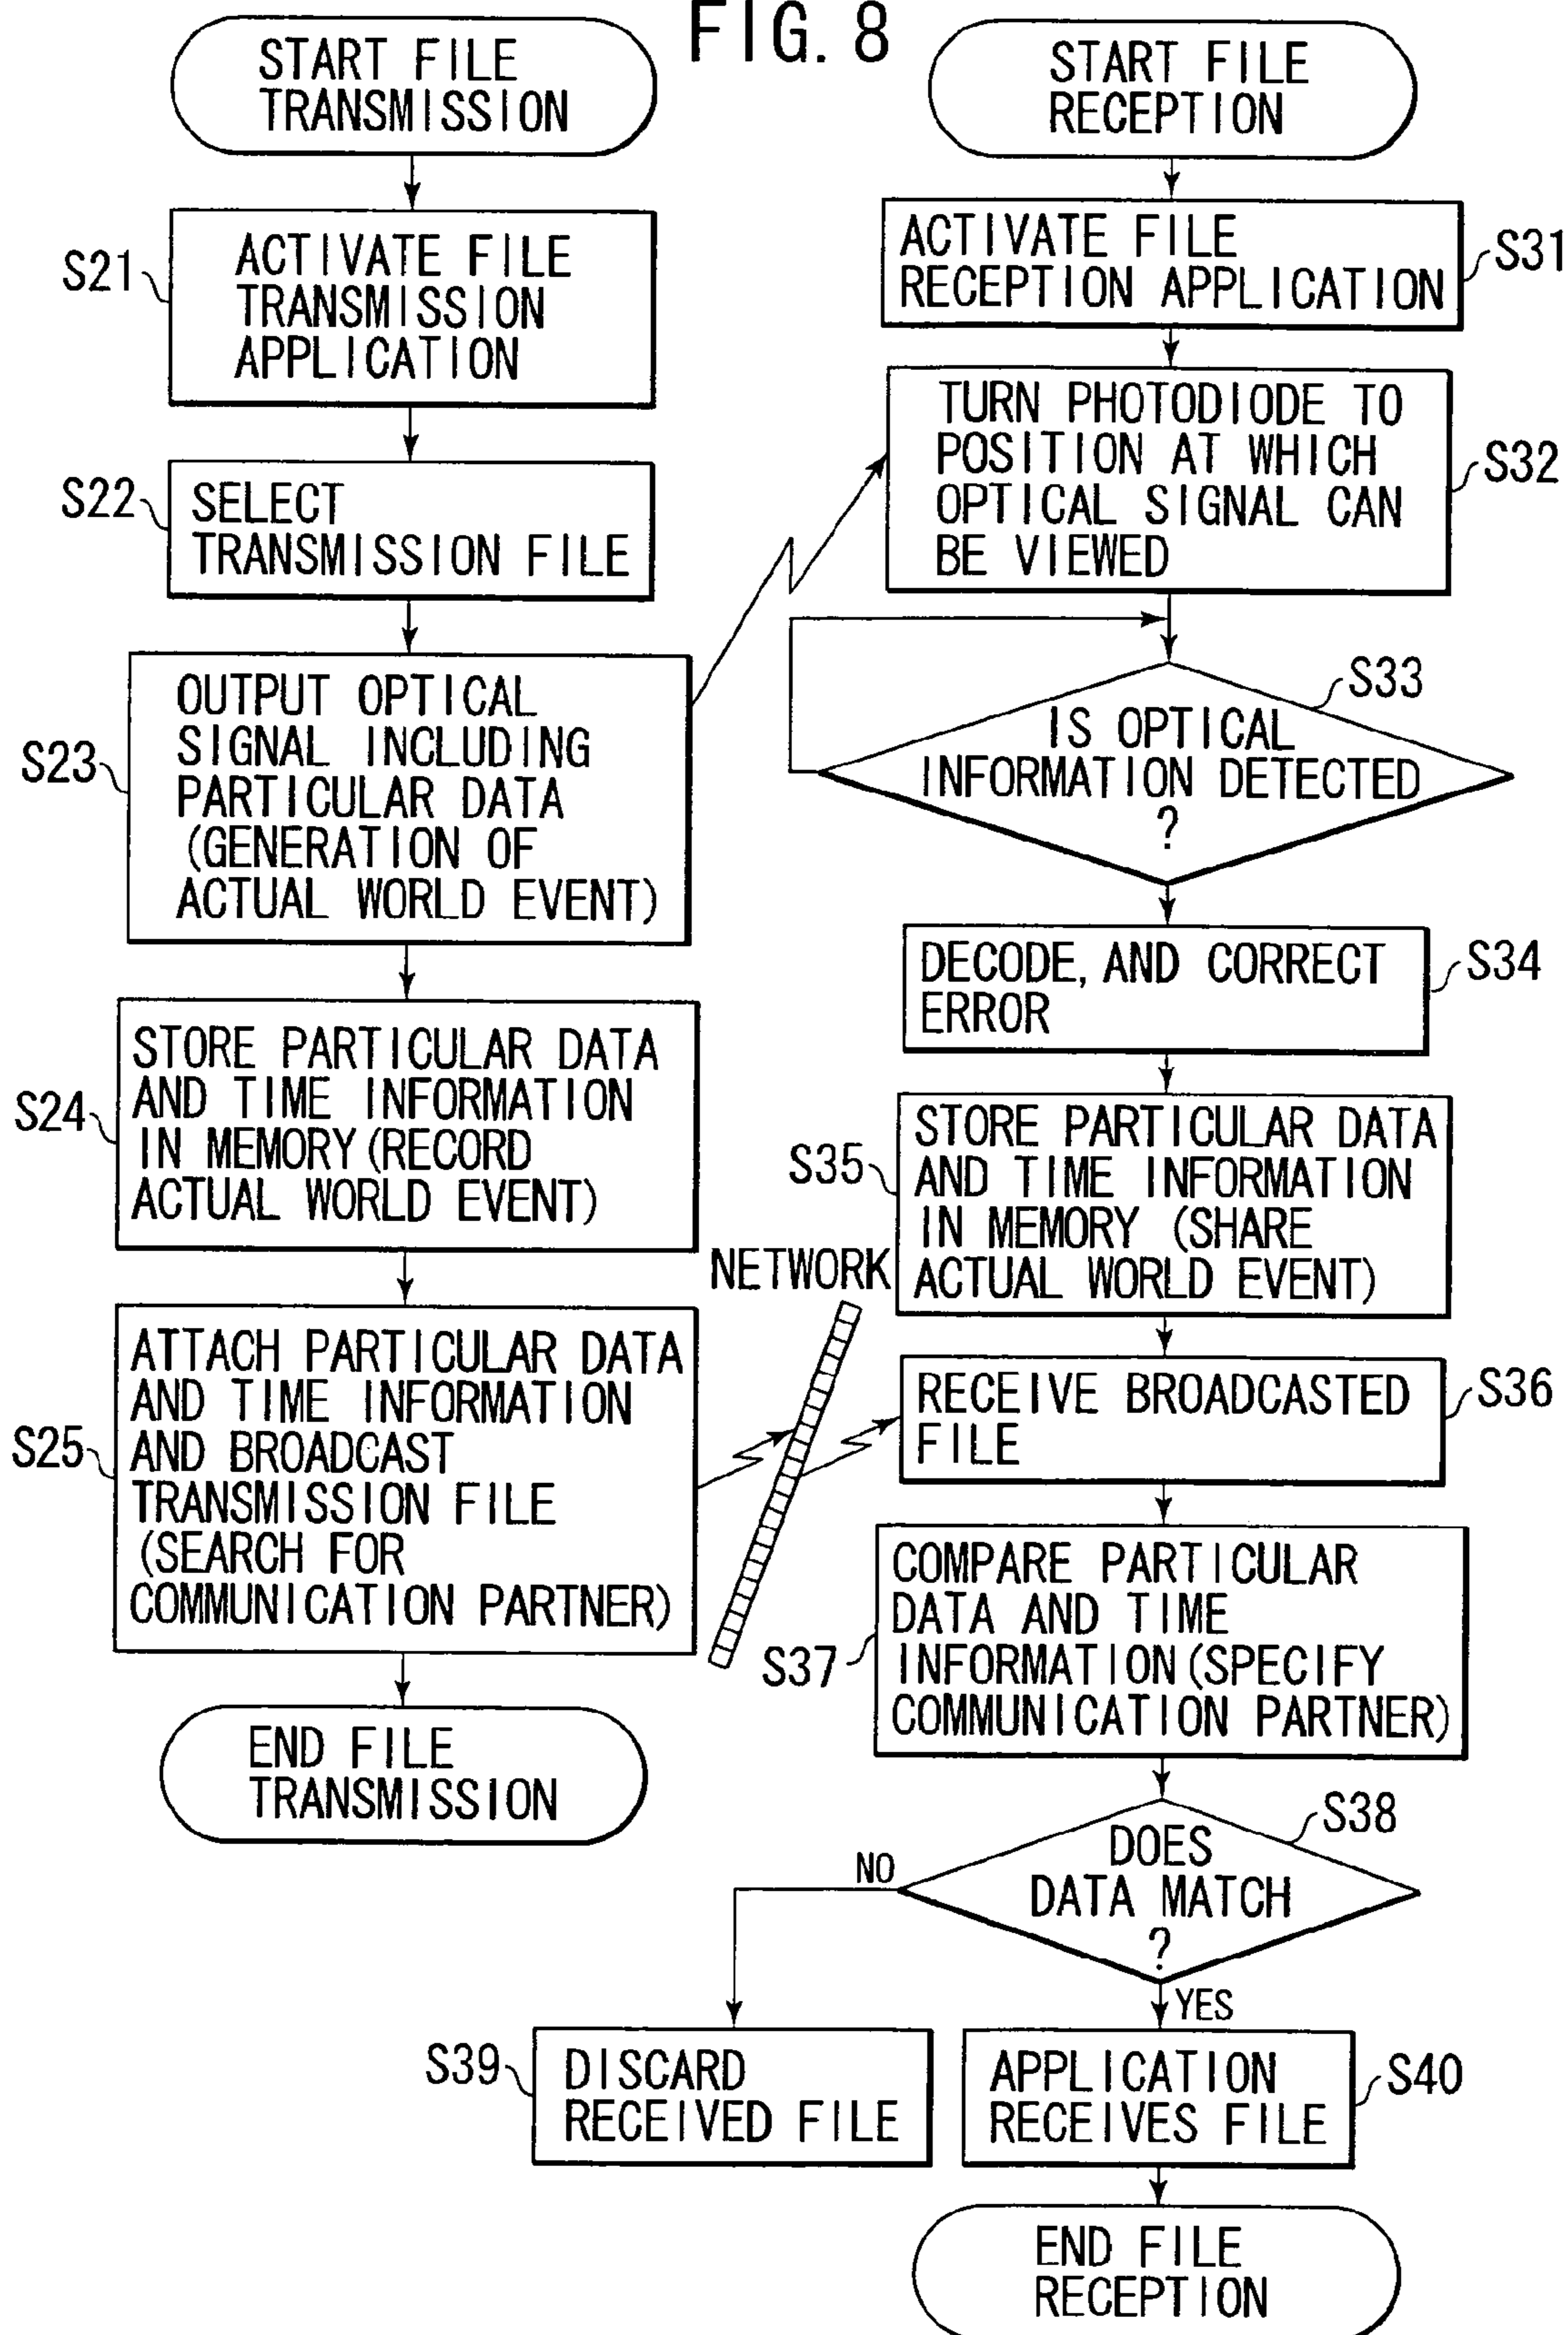 FIG. 8
START FILE
TRANSMISSION
S21
ACTIVATE FILE
TRANSMISSION
APPLICATION
S22
SELECT
TRANSMISSION FILE
S23
OUTPUT OPTICAL
SIGNAL INCLUDING
PARTICULAR DATA
(GENERATION OF
ACTUAL WORLD EVENT)
S24
STORE PARTICULAR DATA
AND TIME INFORMATION
IN MEMORY (RECORD
ACTUAL WORLD EVENT)
S25
ATTACH PARTICULAR DATA
AND TIME INFORMATION
AND BROADCAST
TRANSMISSION FILE
(SEARCH FOR
COMMUNICATION PARTNER)
END FILE
TRANSMISSION
NETWORK
START FILE
RECEPTION
ACTIVATE FILE
RECEPTION APPLICATION
S31
TURN PHOTODIODE TO
POSITION AT WHICH
OPTICAL SIGNAL CAN
BE VIEWED
S32
S33
IS OPTICAL
INFORMATION DETECTED
?
DECODE, AND CORRECT
ERROR
S34
S35
STORE PARTICULAR DATA
AND TIME INFORMATION
IN MEMORY (SHARE
ACTUAL WORLD EVENT)
RECEIVE BROADCASTED
FILE
S36
S37
COMPARE PARTICULAR
DATA AND TIME
INFORMATION (SPECIFY
COMMUNICATION PARTNER)
S38
DOES
DATA MATCH
?
NO
YES
S39
DISCARD
RECEIVED FILE
APPLICATION
RECEIVES FILE
S40
END FILE
RECEPTION